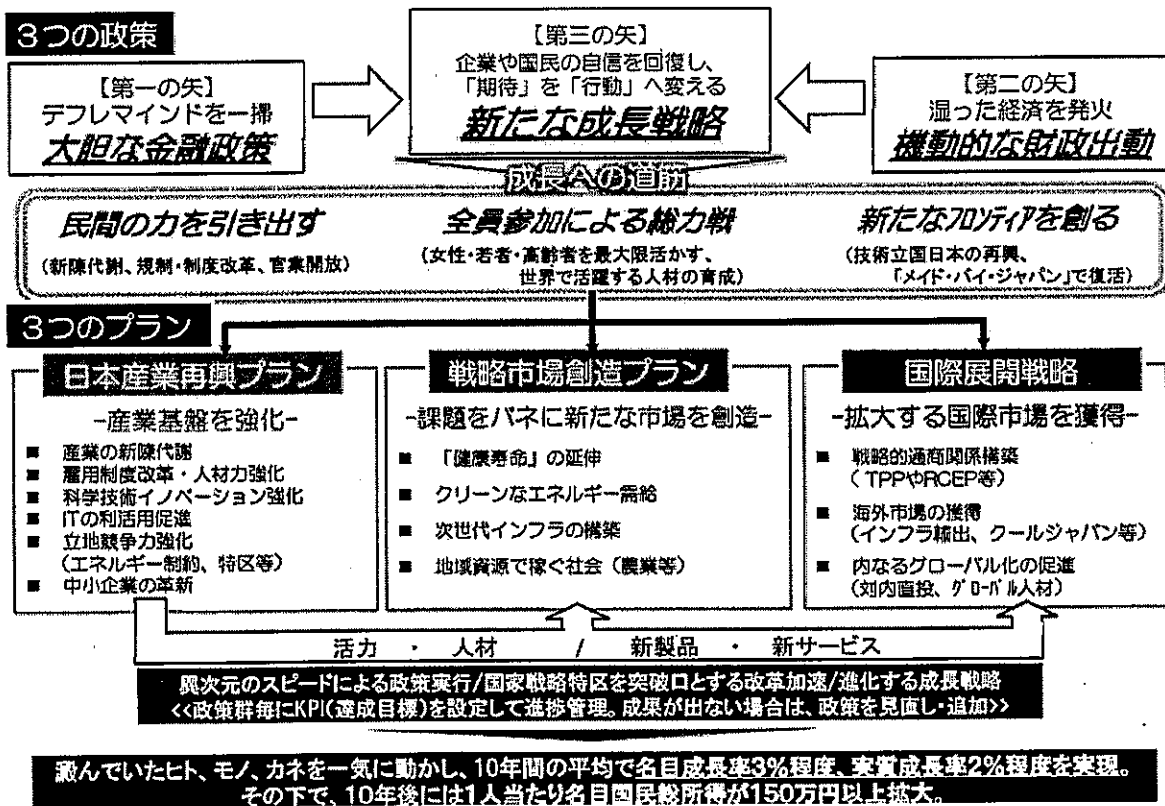 3つの政策
【第一の矢】
デフレマインドを一掃
大胆な金融政策
【第三の矢】
企業や国民の自信を回復し、
「期待」を「行動」へ変える
新たな成長戦略
【第二の矢】
湿った経済を発火
機動的な財政出動
成長への道筋
民間の力を引き出す
(新陳代謝、規制・制度改革、官業開放)
全員参加による総力戦
(女性・若者・高齢者を最大限活かす、
世界で活躍する人材の育成)
新たなフロンティアを創る
(技術立国日本の再興、
「メイド・バイ・ジャパン」で復活)
3つのプラン
日本産業再興プラン
-産業基盤を強化-
■ 産業の新陳代謝
■ 雇用制度改革・人材力強化
■ 科学技術イノベーション強化
■ ITの利活用促進
■ 立地競争力強化
(エネルギー制約、特区等)
■ 中小企業の革新
戦略市場創造プラン
-課題をバネに新たな市場を創造-
■ 「健康寿命」の延伸
■ クリーンなエネルギー需給
■ 次世代インフラの構築
■ 地域資源で稼ぐ社会(農業等)
国際展開戦略
-拡大する国際市場を獲得-
■ 戦略的通商関係構築
(TPPやRCEP等)
■ 海外市場の獲得
(インフラ輸出、クールジャパン等)
■ 内なるグローバル化の促進
(対内直投、グローバル人材)
活力 ・ 人材 / 新製品 ・ 新サービス
異次元のスピードによる政策実行/国家戦略特区を突破口とする改革加速/進化する成長戦略
<<政策群毎にKPI(達成目標)を設定して進捗管理。成果が出ない場合は、政策を見直し・追加>>
澱んでいたヒト、モノ、カネを一気に動かし、10年間の平均で名目成長率3%程度、実質成長率2%程度を実現。
その下で、10年後には1人当たり名目国民総所得が150万円以上拡大。